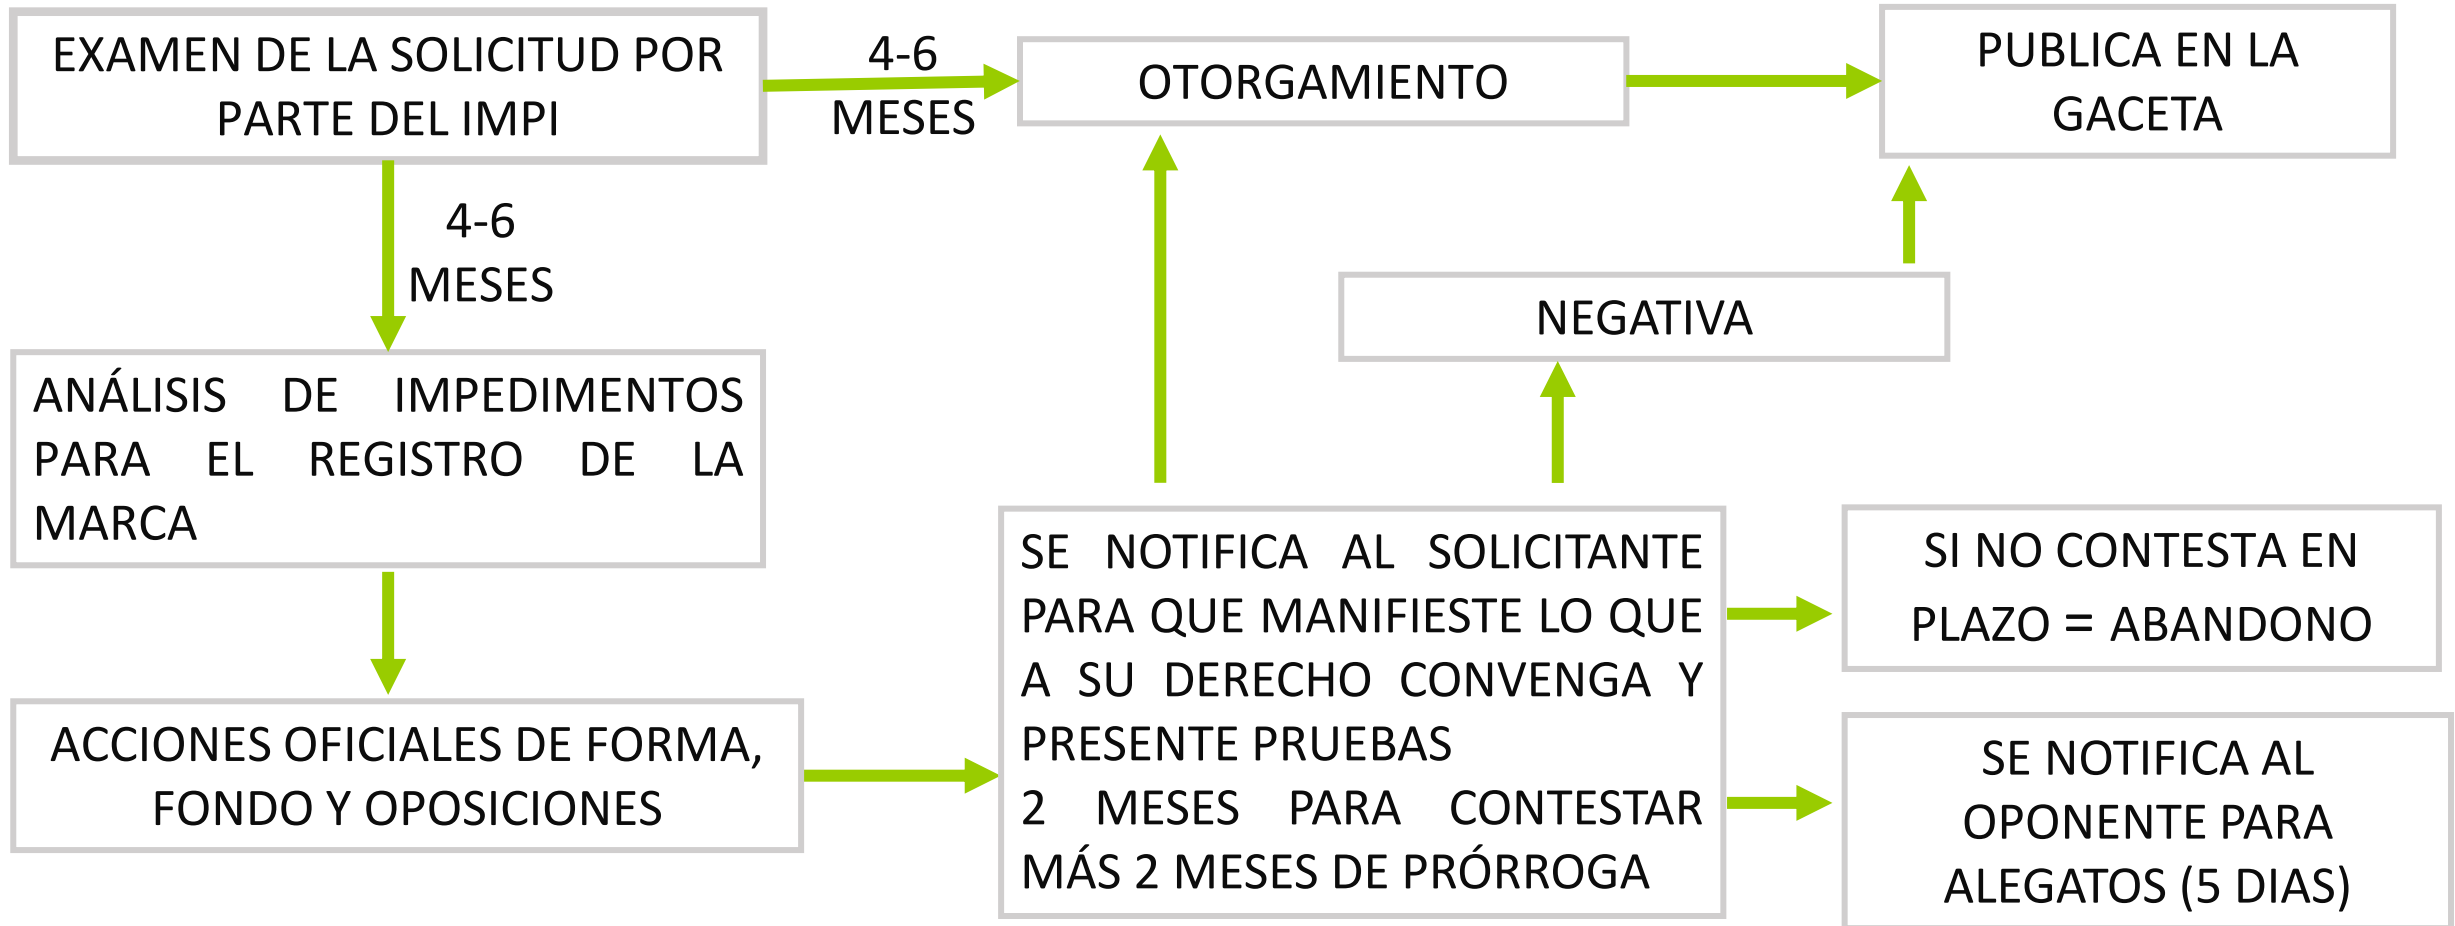 EXAMEN DE LA SOLICITUD POR
PARTE DEL IMPI
4-6
MESES
OTORGAMIENTO
PUBLICA EN LA
GACETA
4-6
MESES
NEGATIVA
ANÁLISIS DE IMPEDIMENTOS
PARA EL REGISTRO DE LA
MARCA
ACCIONES OFICIALES DE FORMA,
FONDO Y OPOSICIONES
SE NOTIFICA AL SOLICITANTE
PARA QUE MANIFIESTE LO QUE
A SU DERECHO CONVENGA Y
PRESENTE PRUEBAS
2 MESES PARA CONTESTAR
MÁS 2 MESES DE PRÓRROGA
SI NO CONTESTA EN
PLAZO = ABANDONO
SE NOTIFICA AL
OPONENTE PARA
ALEGATOS (5 DIAS)